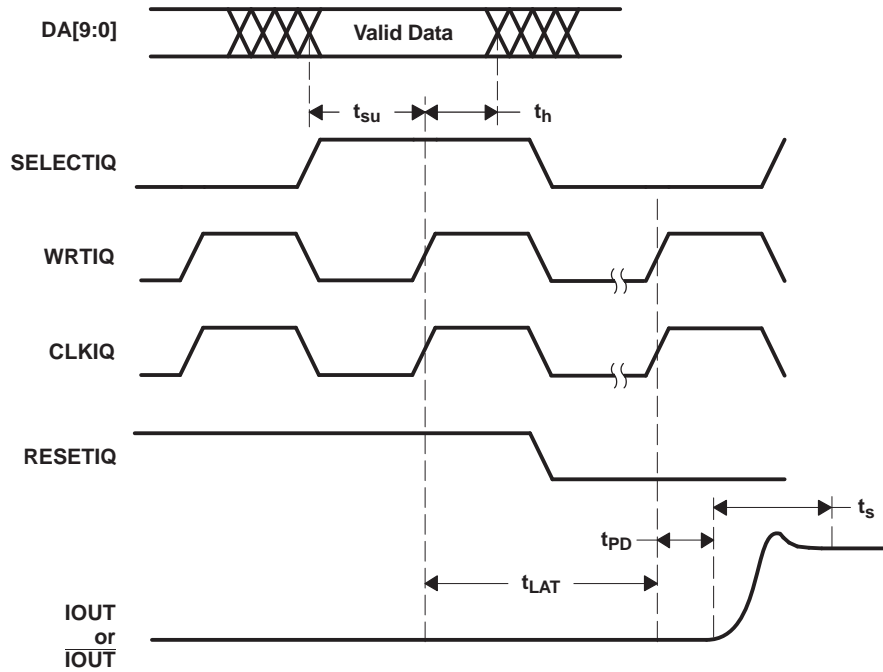 DA[9:0]
Valid Data
tsu
th
SELECTIQ
WRTIQ
CLKIQ
RESETIQ
ts
tPD
tLAT
IOUT
or
IOUT